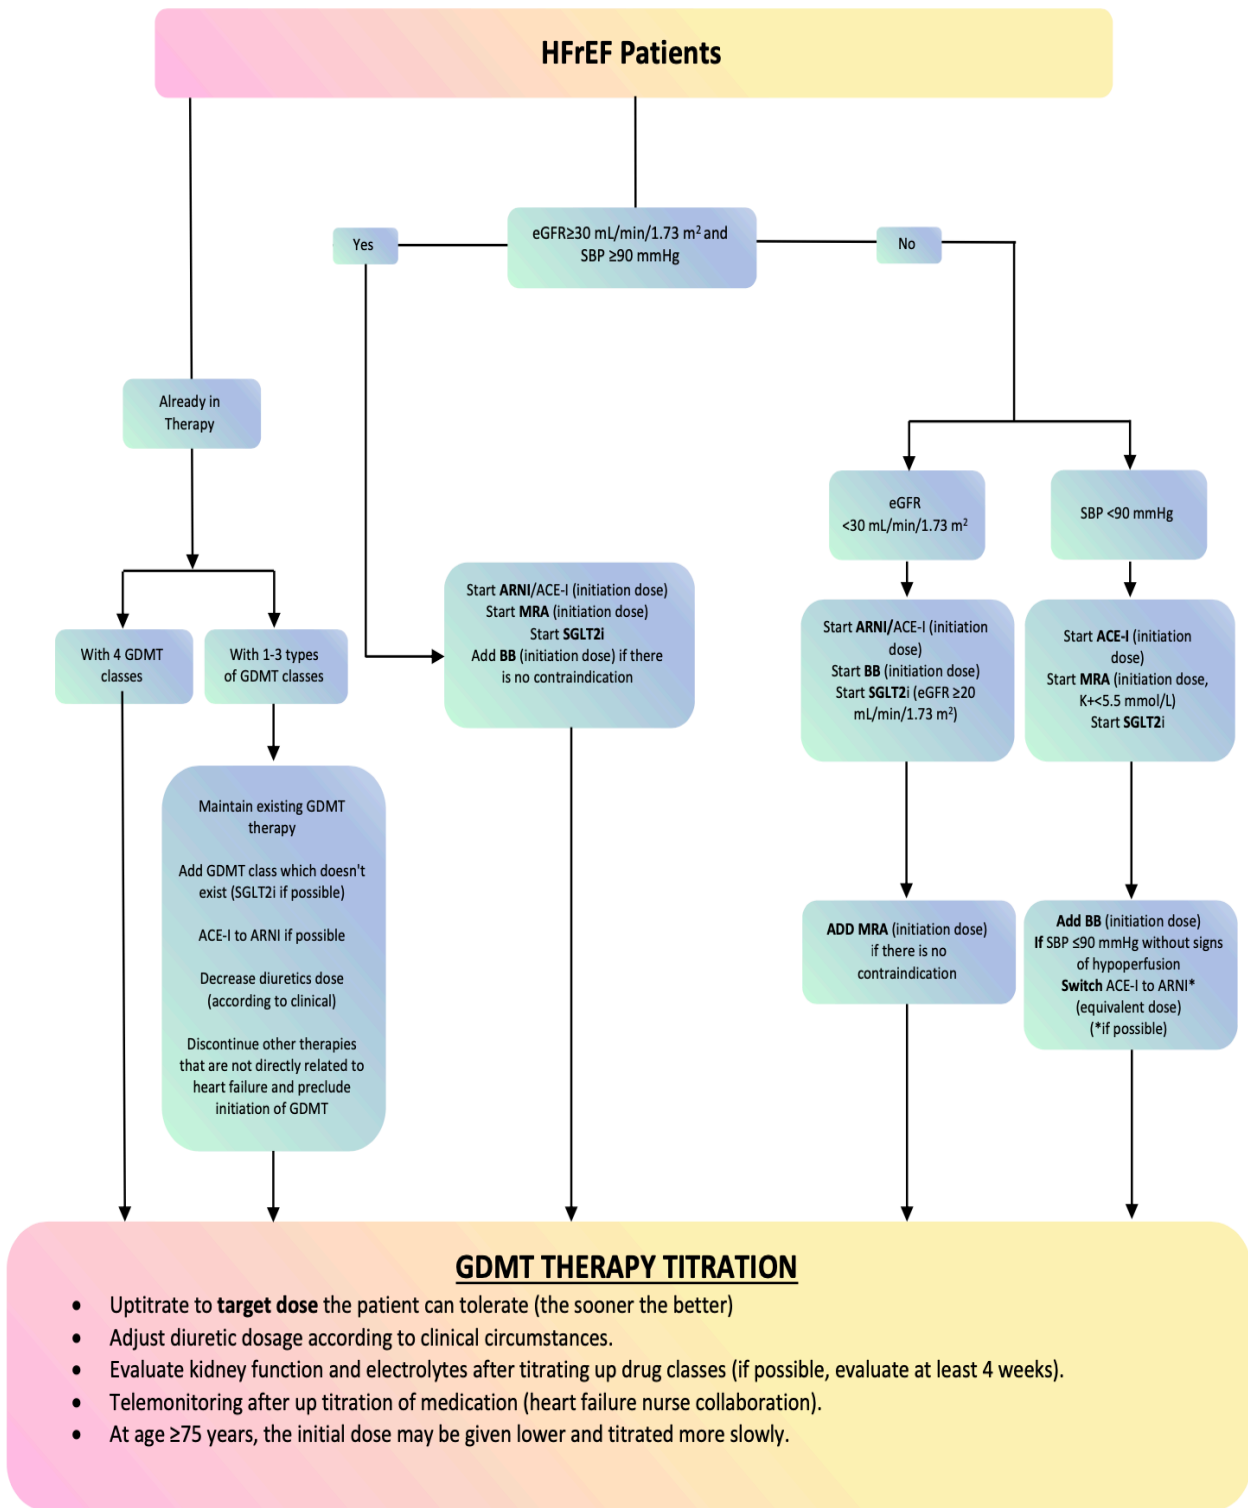 HFrEF Patients
Yes
eGFR≥30 mL/min/1.73 m² and
SBP ≥90 mmHg
No
Already in
Therapy
eGFR
<30 mL/min/1.73 m²
SBP <90 mmHg
With 4 GDMT
classes
With 1-3 types
of GDMT classes
Start ARNI/ACE-I (initiation dose)
Start MRA (initiation dose)
Start SGLT2i
Add BB (initiation dose) if there
is no contraindication
Start ARNI/ACE-I (initiation
dose)
Start BB (initiation dose)
Start SGLT2i (eGFR ≥20
mL/min/1.73 m²)
Start ACE-I (initiation
dose)
Start MRA (initiation dose,
K+<5.5 mmol/L)
Start SGLT2i
Maintain existing GDMT
therapy
Add GDMT class which doesn't
exist (SGLT2i if possible)
ACE-I to ARNI if possible
Decrease diuretics dose
(according to clinical)
Discontinue other therapies
that are not directly related to
heart failure and preclude
initiation of GDMT
ADD MRA (initiation dose)
if there is no
contraindication
Add BB (initiation dose)
If SBP ≤90 mmHg without signs
of hypoperfusion
Switch ACE-I to ARNI*
(equivalent dose)
(*if possible)
GDMT THERAPY TITRATION
• Uptitrate to target dose the patient can tolerate (the sooner the better)
• Adjust diuretic dosage according to clinical circumstances.
• Evaluate kidney function and electrolytes after titrating up drug classes (if possible, evaluate at least 4 weeks).
• Telemonitoring after up titration of medication (heart failure nurse collaboration).
• At age ≥75 years, the initial dose may be given lower and titrated more slowly.